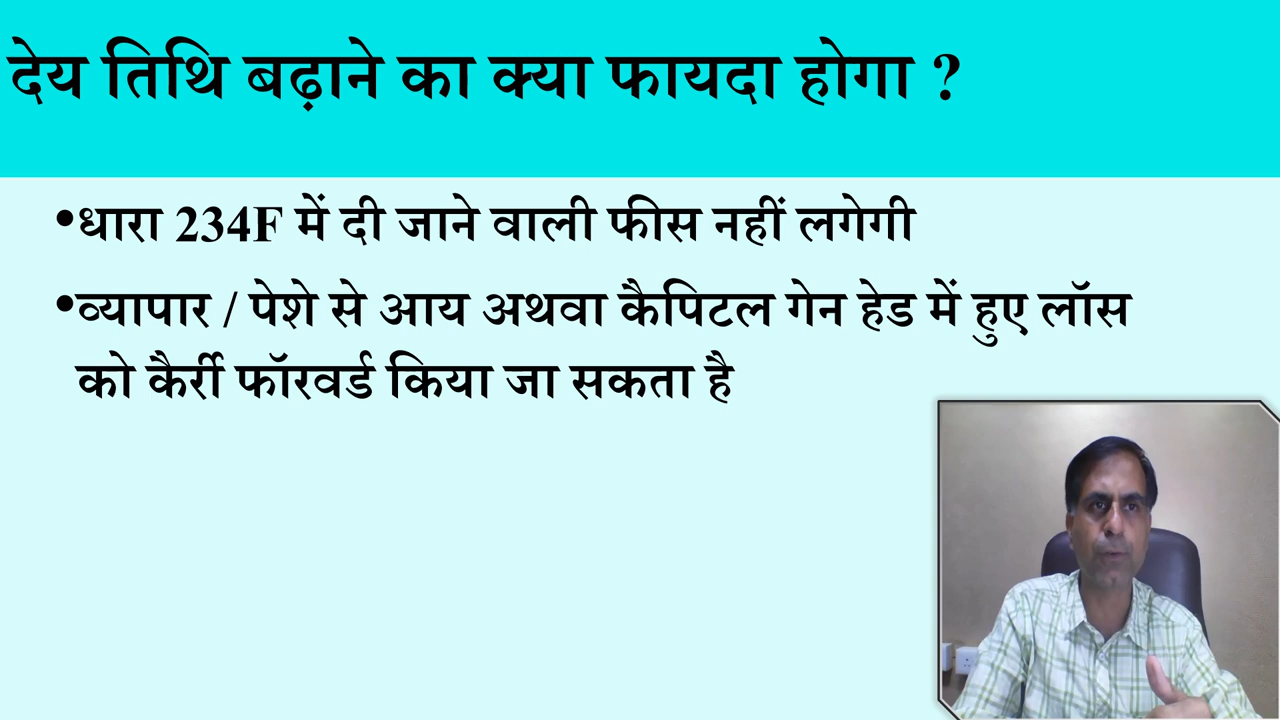 देय तिथि बढ़ाने का क्या फायदा होगा ?
•धारा 234F में दी जाने वाली फीस नहीं लगेगी
•व्यापार / पेशे से आय अथवा कैपिटल गेन हेड में हुए लॉस
को कैर्री फॉरवर्ड किया जा सकता है